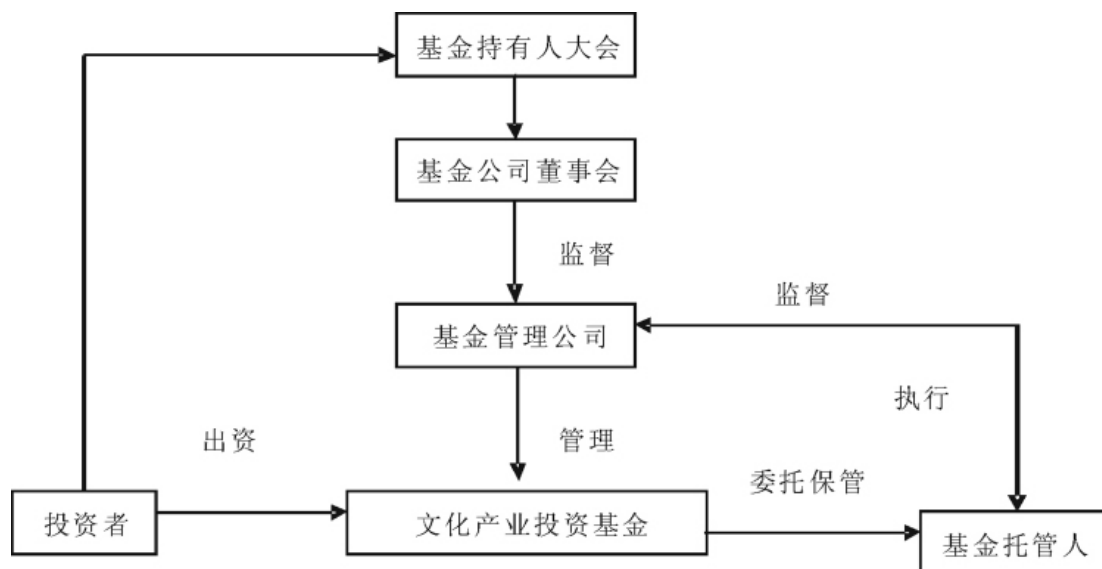 基金持有人大会
基金公司董事会
监督
监督
基金管理公司
执行
出资
管理
委托保管
投资者
文化产业投资基金
基金托管人